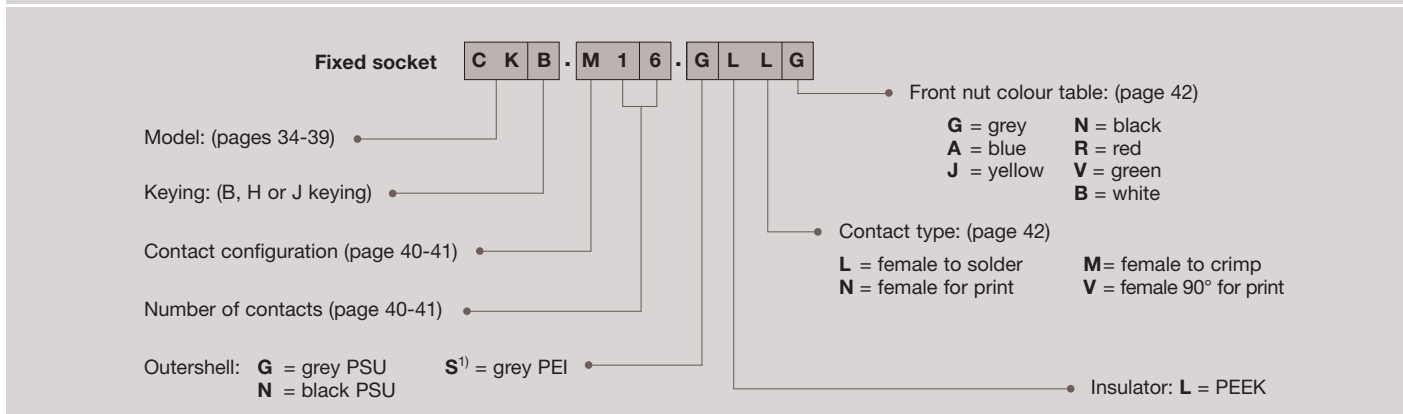 Fixed socket C K B . M 1 6 . G L L G
Front nut colour table: (page 42)
G = grey N = black
A = blue R = red
J = yellow V = green
B = white
Model: (pages 34-39)
Keying: (B, H or J keying)
Contact type: (page 42)
L = female to solder M= female to crimp
N = female for print V = female 90° for print
Contact configuration (page 40-41)
Number of contacts (page 40-41)
Outershell: G = grey PSU S1) = grey PEI
N = black PSU
Insulator: L = PEEK